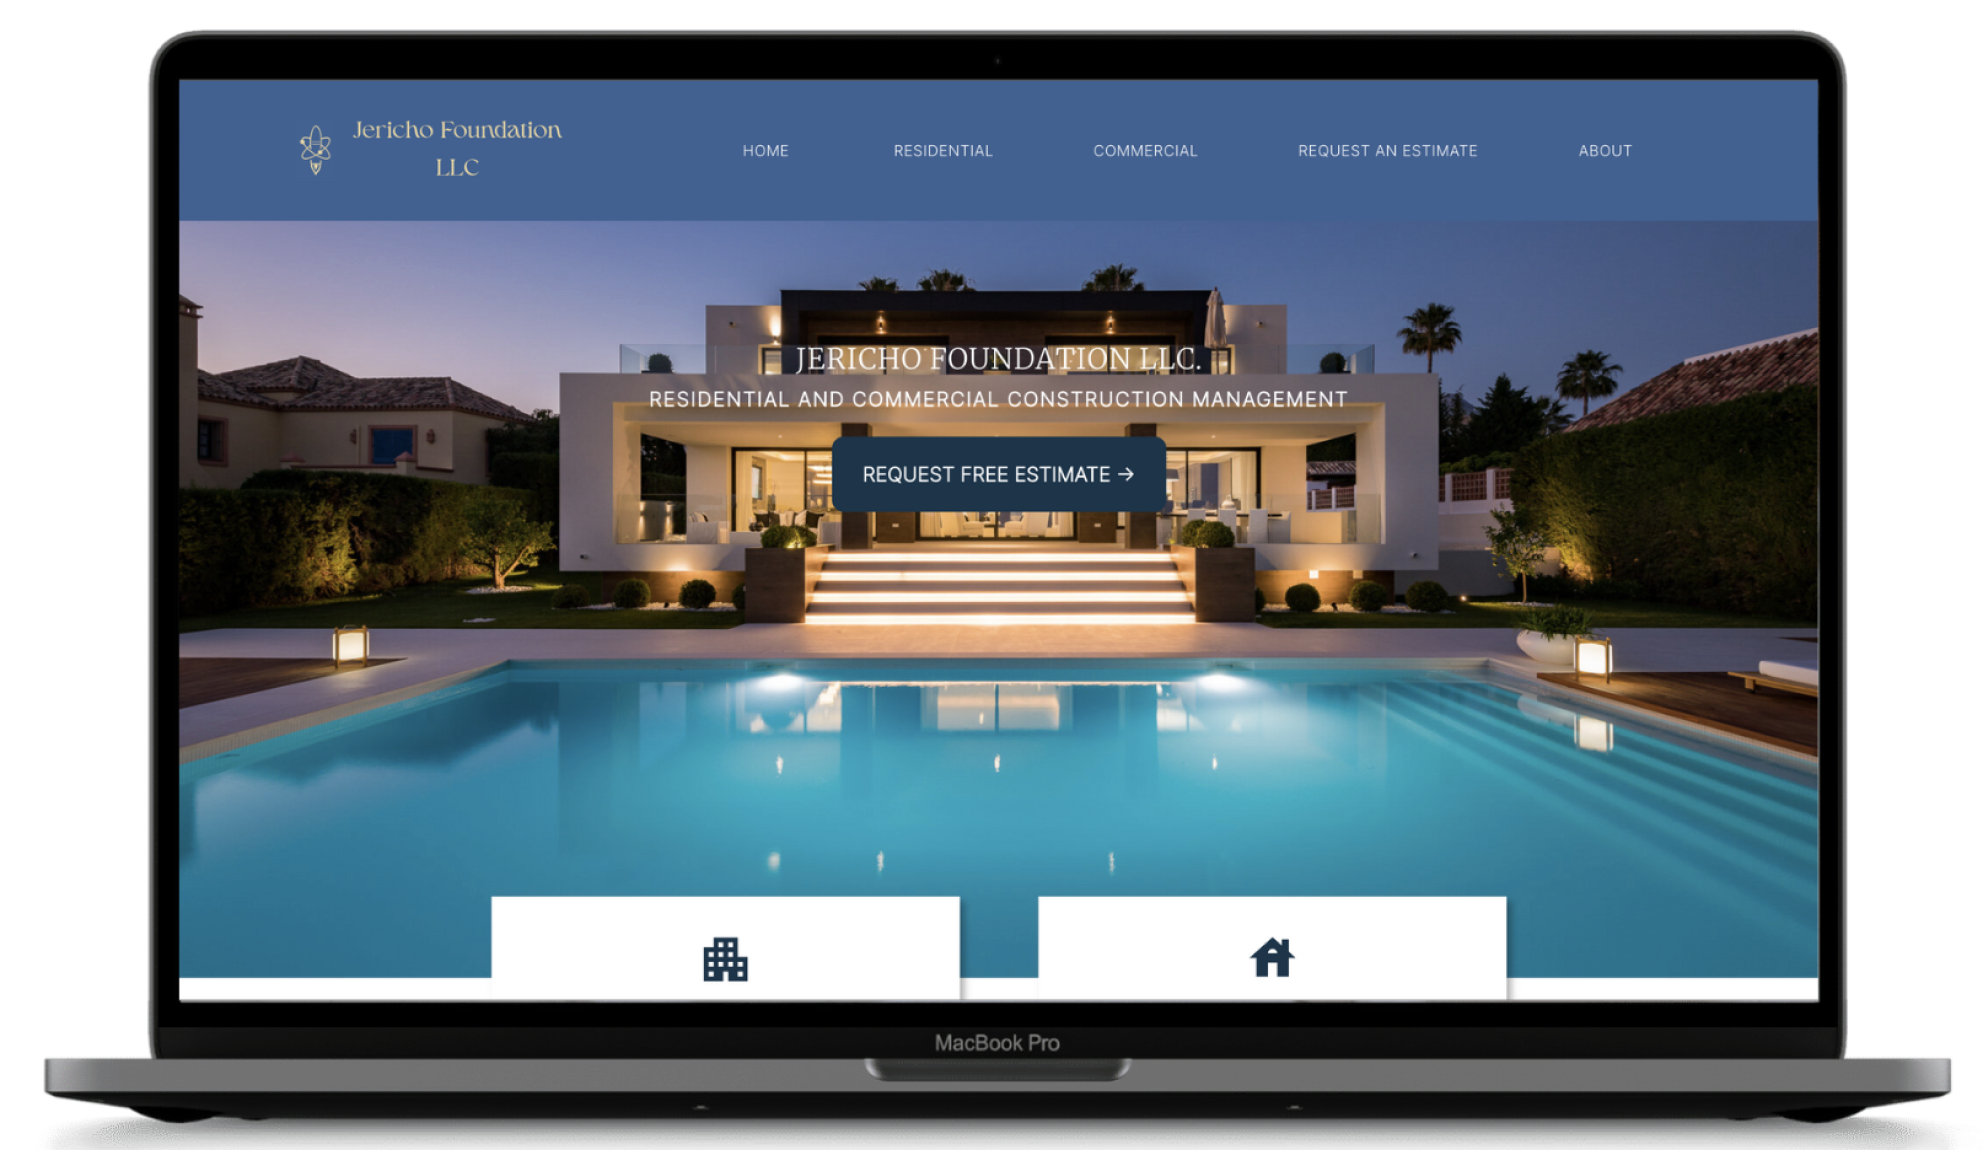 Jericho Foundation
LLC
HOME RESIDENTIAL COMMERCIAL REQUEST AN ESTIMATE ABOUT
JERICHO FOUNDATION LLC.
RESIDENTIAL AND COMMERCIAL CONSTRUCTION MANAGEMENT
REQUEST FREE ESTIMATE →
MacBook Pro